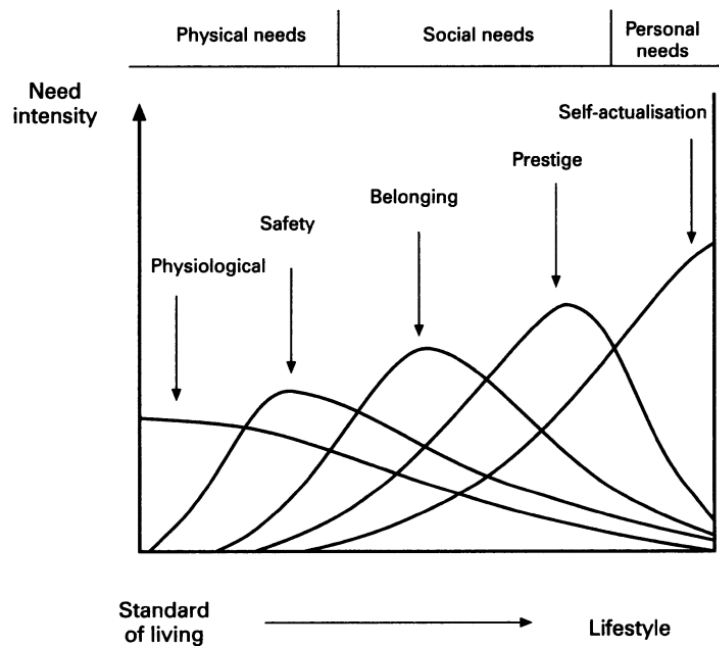 Physical needs
Social needs
Personal
needs
Need
intensity
Self-actualisation
Prestige
Belonging
Safety
Physiological
Standard
of living
Lifestyle